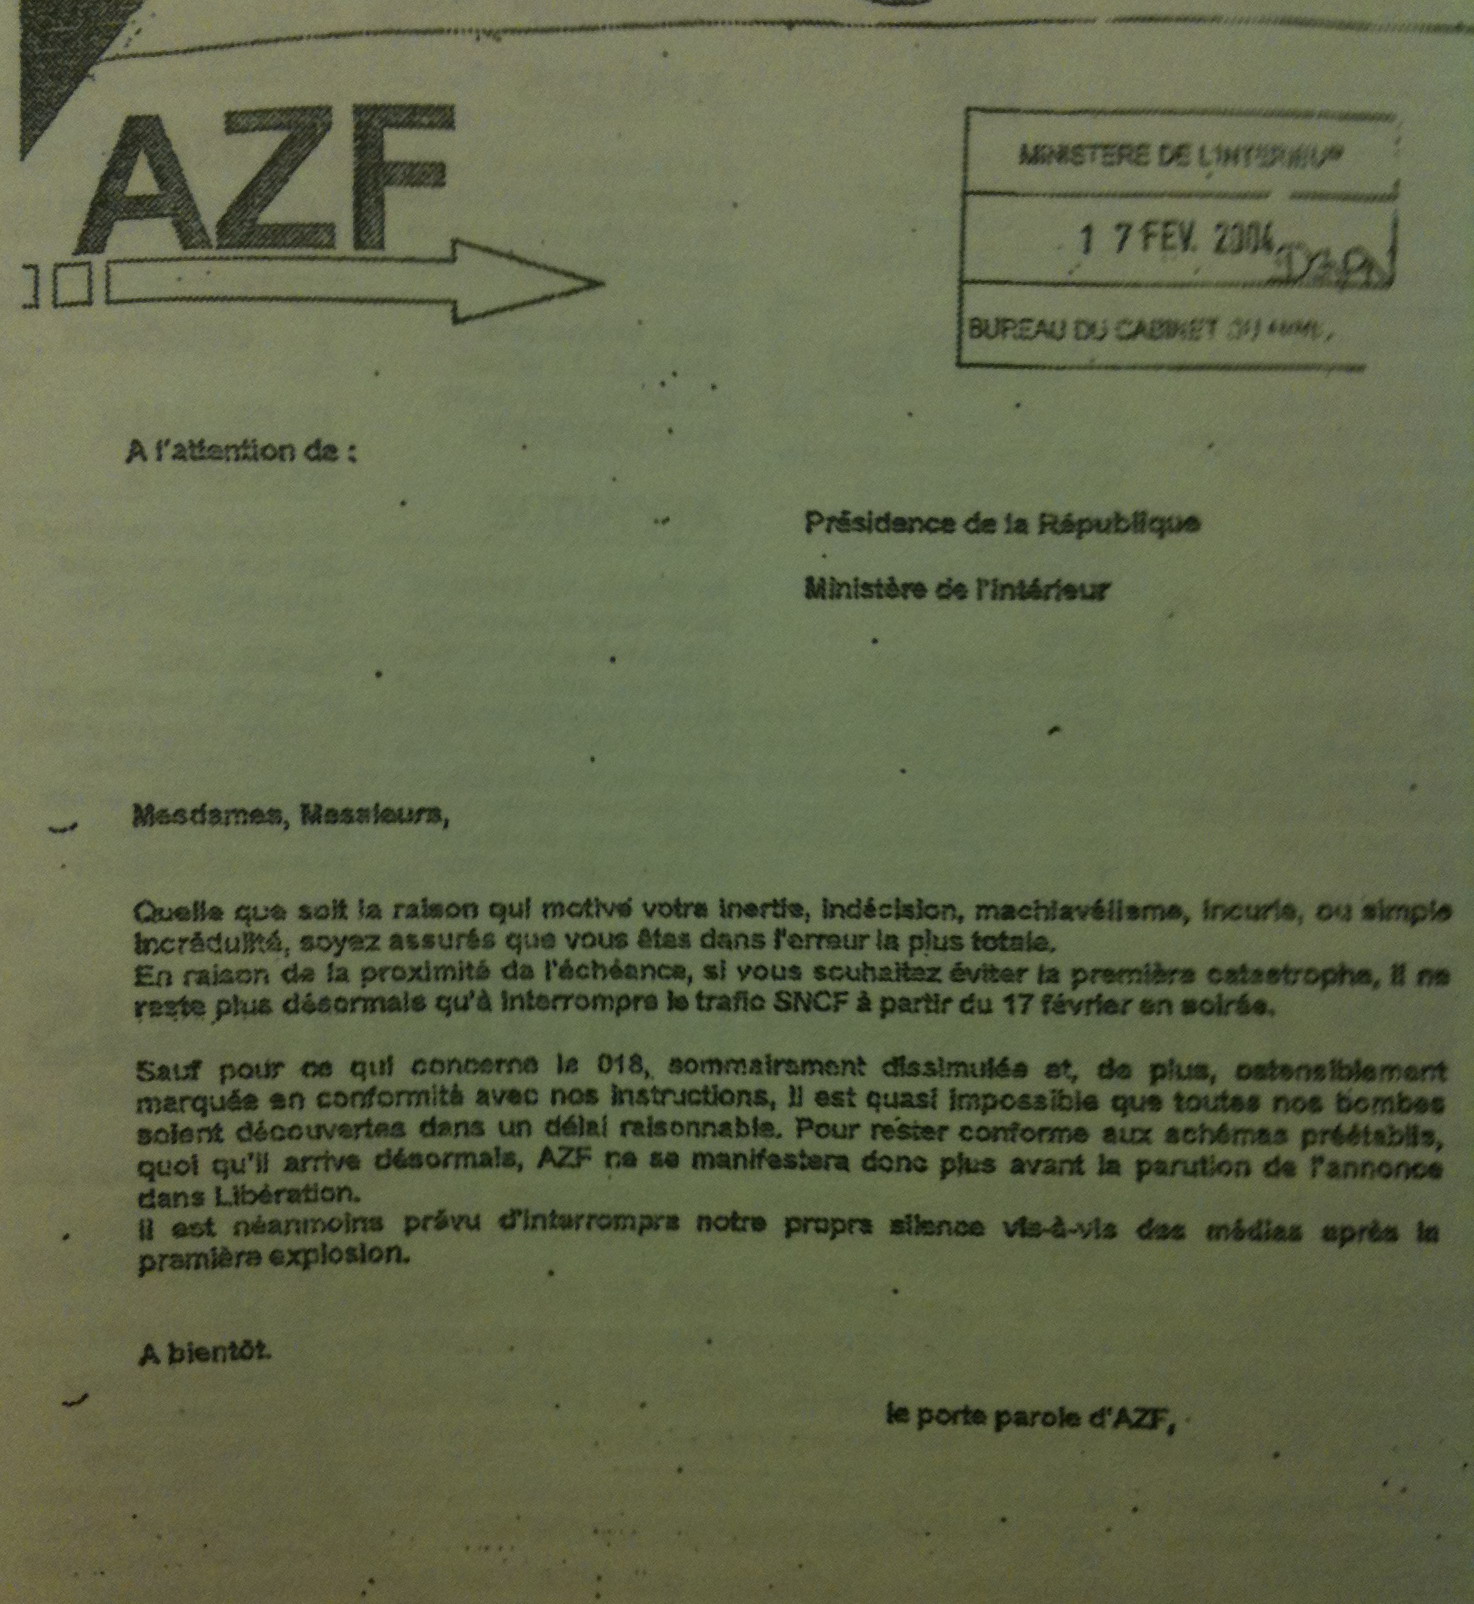 AZF
MINISTERE DE L'INTERIEUR
17 FEV. 2004
BUREAU DU CABINET DU
A l'attention de :
Présidence de la République
Ministère de l'Intérieur
Mesdames, Messieurs,
Quelle que soit la raison qui motive votre inertie, indécision, machiavélisme, incurie, ou simple
incrédulité, soyez assurés que vous êtes dans l'erreur la plus totale.
En raison de la proximité de l'échéance, si vous souhaitez éviter la première catastrophe, il ne
reste plus désormais qu'à interrompre le trafic SNCF à partir du 17 février en soirée.
Sauf pour ce qui concerne la 018, sommairement dissimulée et, de plus, ostensiblement
marquée en conformité avec nos instructions, il est quasi impossible que toutes nos bombes
soient découvertes dans un délai raisonnable. Pour rester conforme aux schémas préétablis,
quoi qu'il arrive désormais, AZF ne se manifestera donc plus avant la parution de l'annonce
dans Libération.
Il est néanmoins prévu d'interrompre notre propre silence vis-à-vis des médias après la
première explosion.
A bientôt.
le porte parole d'AZF,